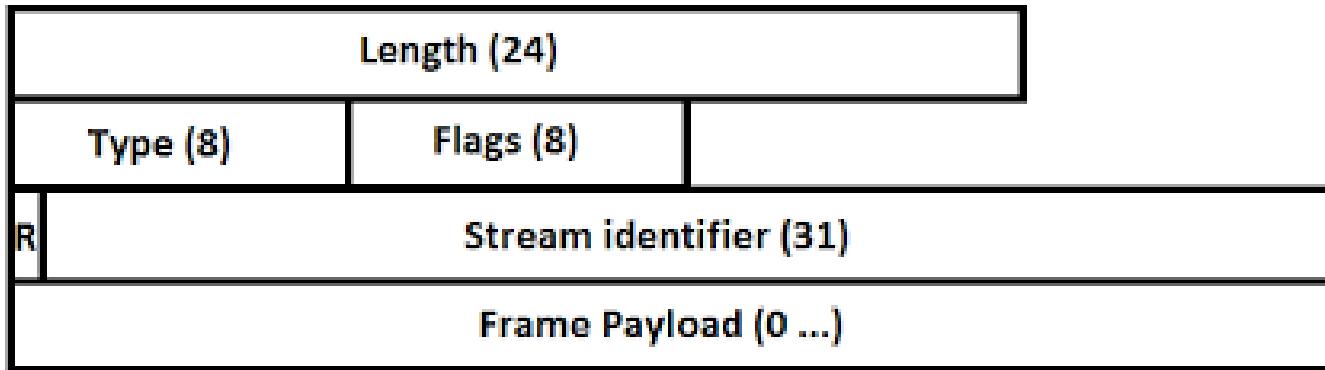 Length (24)
Type (8) Flags (8)
R Stream identifier (31)
Frame Payload (0 ...)